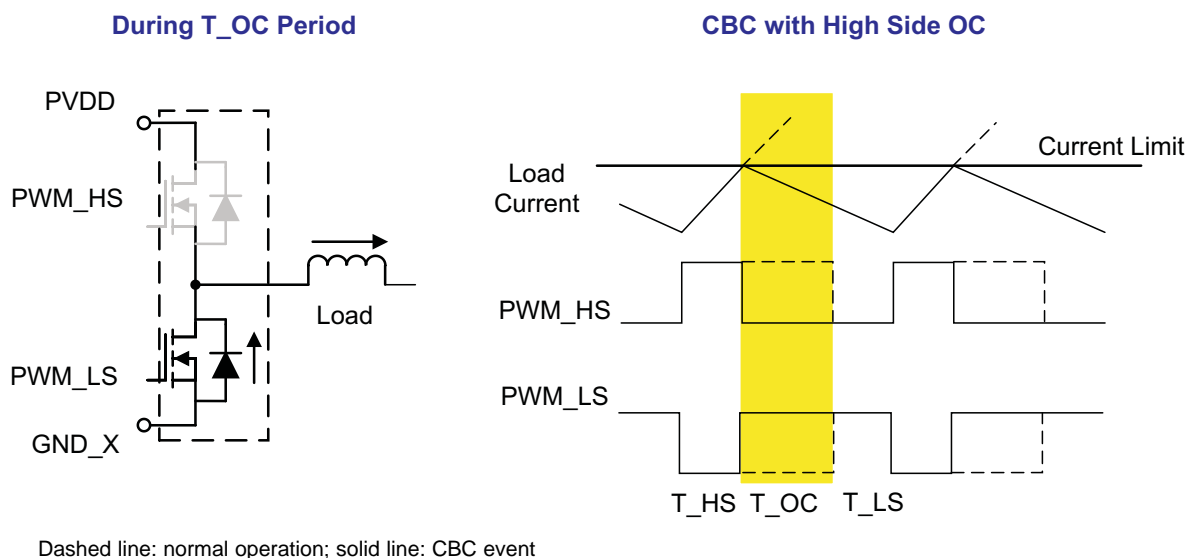 During T_OC Period
CBC with High Side OC
PVDD
PWM_HS
Load
PWM_LS
GND_X
Current Limit
Load
Current
PWM_HS
PWM_LS
T_HS T_OC T_LS
Dashed line: normal operation; solid line: CBC event